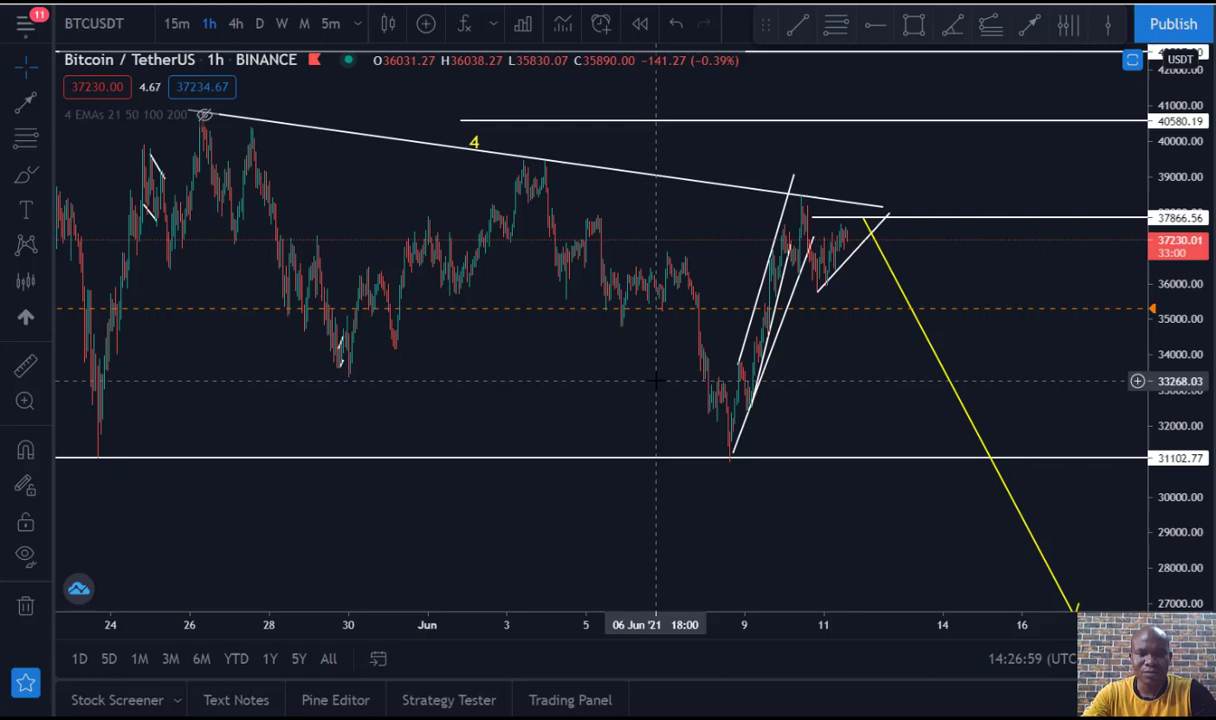 11
BTCUSDT 15m 1h 4h D W M 5m Publish
Bitcoin / TetherUS 1h BINANCE O36031.27 H36038.27 L35830.07 C35890.00 −141.27 (−0.39%)
USDT
37230.00 4.67 37234.67
4 EMAs 21 50 100 200
4
42000.00
41000.00
40580.19
40000.00
39000.00
37866.56
37230.01
33:00
36000.00
35000.00
34000.00
33268.03
32000.00
31102.77
30000.00
29000.00
28000.00
27000.00
24 26 28 30 Jun 3 5 06 Jun '21 18:00 9 11 14 16
1D 5D 1M 3M 6M YTD 1Y 5Y All 14:26:59 (UTC
Stock Screener Text Notes Pine Editor Strategy Tester Trading Panel